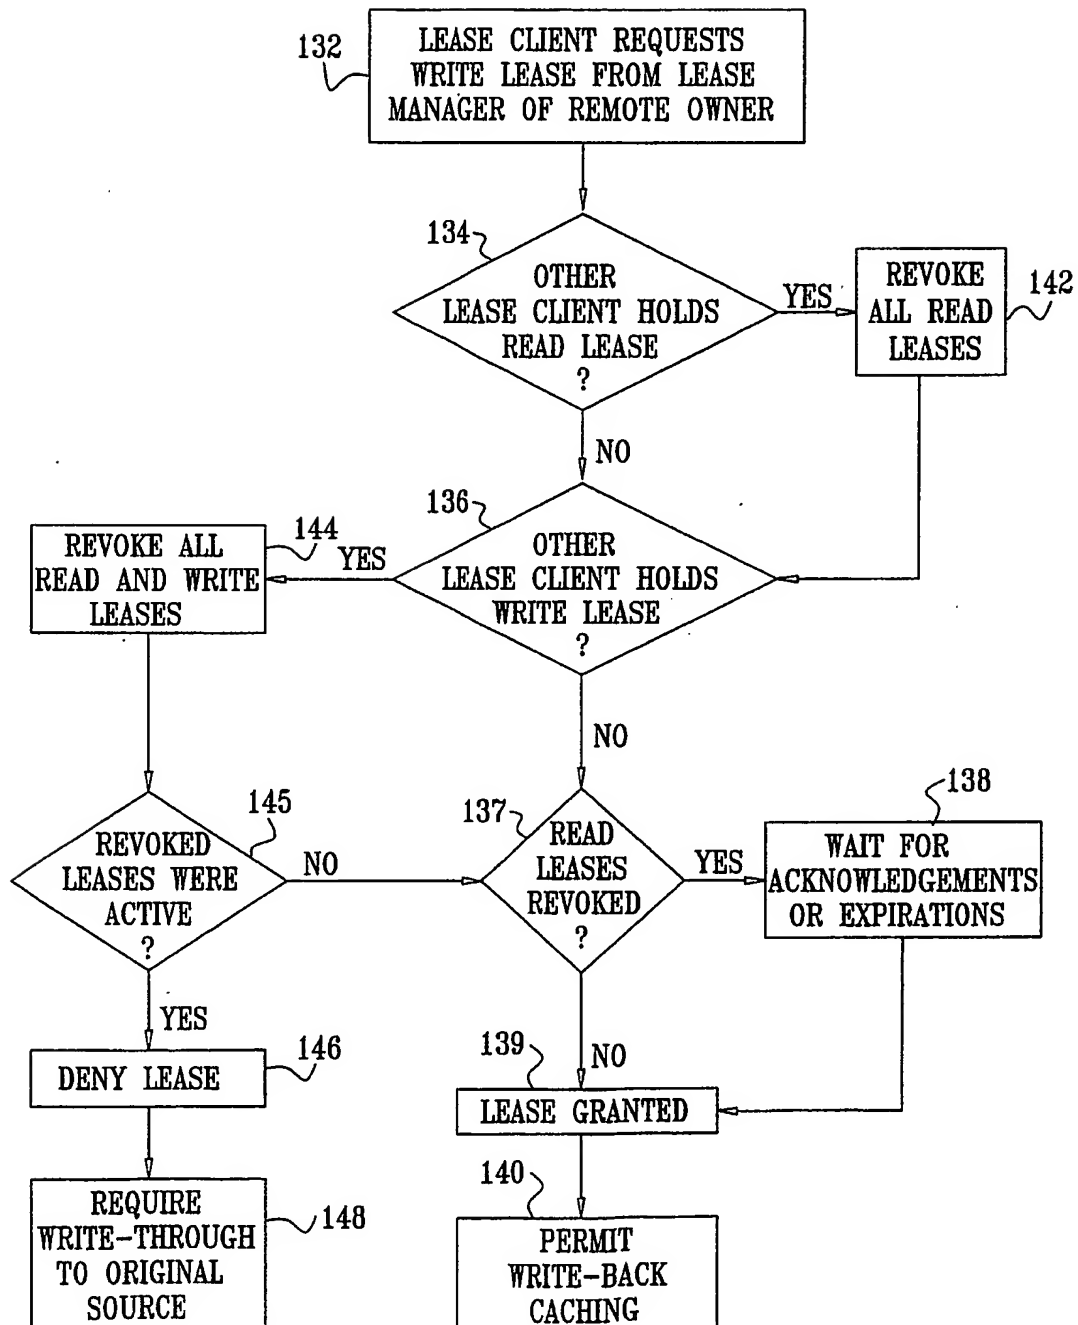 132
LEASE CLIENT REQUESTS
WRITE LEASE FROM LEASE
MANAGER OF REMOTE OWNER
134
OTHER
LEASE CLIENT HOLDS
READ LEASE
?
YES
REVOKE
ALL READ
LEASES
142
NO
136
OTHER
LEASE CLIENT HOLDS
WRITE LEASE
?
YES
144
REVOKE ALL
READ AND WRITE
LEASES
NO
145
REVOKED
LEASES WERE
ACTIVE
?
NO
137
READ
LEASES
REVOKED
?
YES
138
WAIT FOR
ACKNOWLEDGEMENTS
OR EXPIRATIONS
YES
NO
146
DENY LEASE
139
LEASE GRANTED
148
REQUIRE
WRITE-THROUGH
TO ORIGINAL
SOURCE
140
PERMIT
WRITE-BACK
CACHING